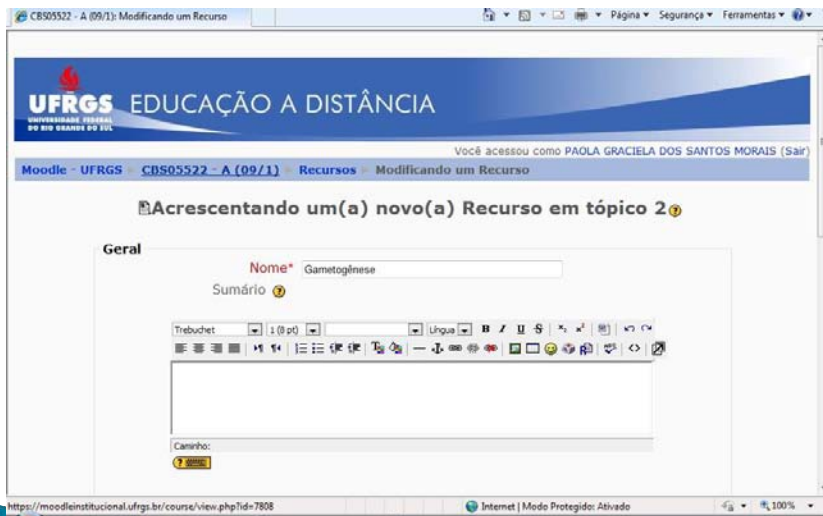 CBS05522 - A (09/1): Modificando um Recurso
Página Segurança Ferramentas
UFRGS
UNIVERSIDADE FEDERAL
DO RIO GRANDE DO SUL
EDUCAÇÃO A DISTÂNCIA
Você acessou como PAOLA GRACIELA DOS SANTOS MORAIS (Sair)
Moodle - UFRGS CBS05522 - A (09/1) Recursos Modificando um Recurso
Acrescentando um(a) novo(a) Recurso em tópico 2
Geral
Nome* Gametogênese
Sumário
Trebuchet 1 (8 pt) Língua B I U S
Caminho:
https://moodleinstitucional.ufrgs.br/course/view.php?id=7808 Internet | Modo Protegido: Ativado 100%